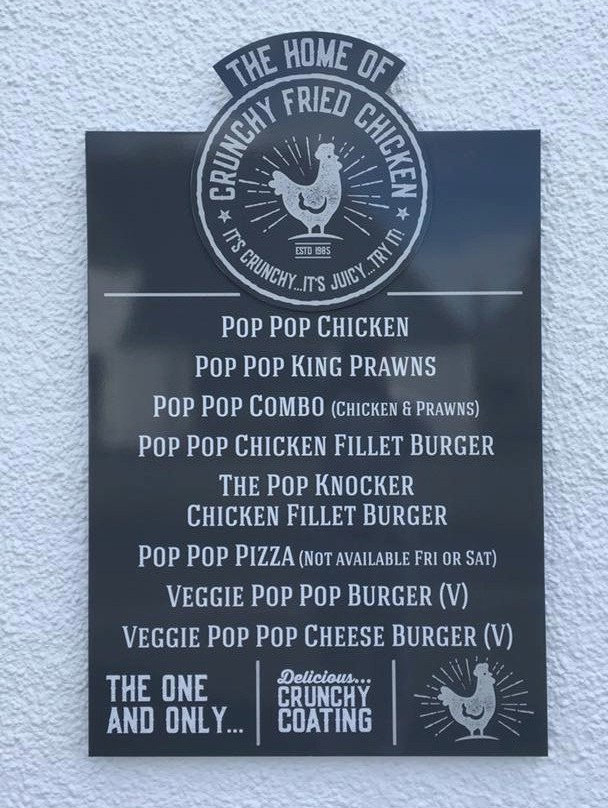 THE HOME OF
CRUNCHY FRIED CHICKEN
ESTD 1985
IT'S CRUNCHY...IT'S JUICY...TRY IT!
POP POP CHICKEN
POP POP KING PRAWNS
POP POP COMBO (CHICKEN & PRAWNS)
POP POP CHICKEN FILLET BURGER
THE POP KNOCKER
CHICKEN FILLET BURGER
POP POP PIZZA (NOT AVAILABLE FRI OR SAT)
VEGGIE POP POP BURGER (V)
VEGGIE POP POP CHEESE BURGER (V)
THE ONE
AND ONLY...
Delicious...
CRUNCHY
COATING